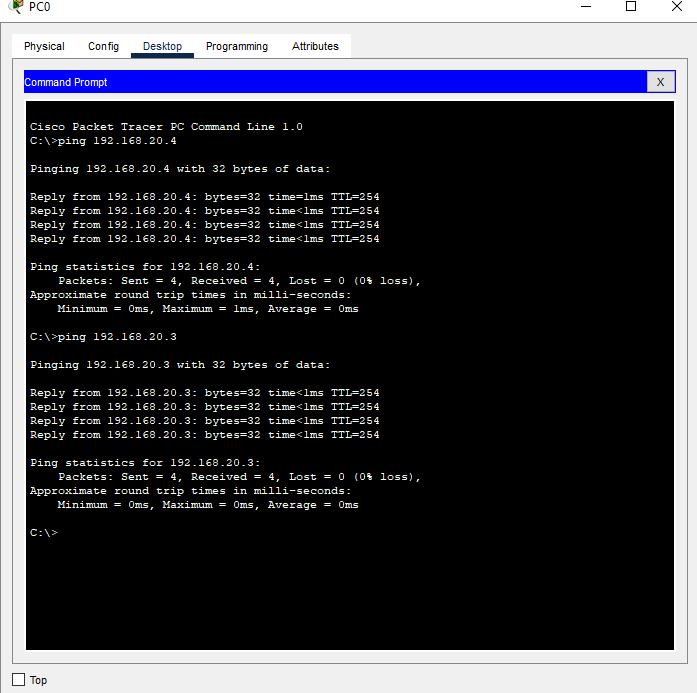 PC0
Physical Config Desktop Programming Attributes
Command Prompt X
Cisco Packet Tracer PC Command Line 1.0
C:\>ping 192.168.20.4
Pinging 192.168.20.4 with 32 bytes of data:
Reply from 192.168.20.4: bytes=32 time=1ms TTL=254
Reply from 192.168.20.4: bytes=32 time<1ms TTL=254
Reply from 192.168.20.4: bytes=32 time<1ms TTL=254
Reply from 192.168.20.4: bytes=32 time<1ms TTL=254
Ping statistics for 192.168.20.4:
Packets: Sent = 4, Received = 4, Lost = 0 (0% loss),
Approximate round trip times in milli-seconds:
Minimum = 0ms, Maximum = 1ms, Average = 0ms
C:\>ping 192.168.20.3
Pinging 192.168.20.3 with 32 bytes of data:
Reply from 192.168.20.3: bytes=32 time<1ms TTL=254
Reply from 192.168.20.3: bytes=32 time<1ms TTL=254
Reply from 192.168.20.3: bytes=32 time<1ms TTL=254
Reply from 192.168.20.3: bytes=32 time<1ms TTL=254
Ping statistics for 192.168.20.3:
Packets: Sent = 4, Received = 4, Lost = 0 (0% loss),
Approximate round trip times in milli-seconds:
Minimum = 0ms, Maximum = 0ms, Average = 0ms
C:\>
Top